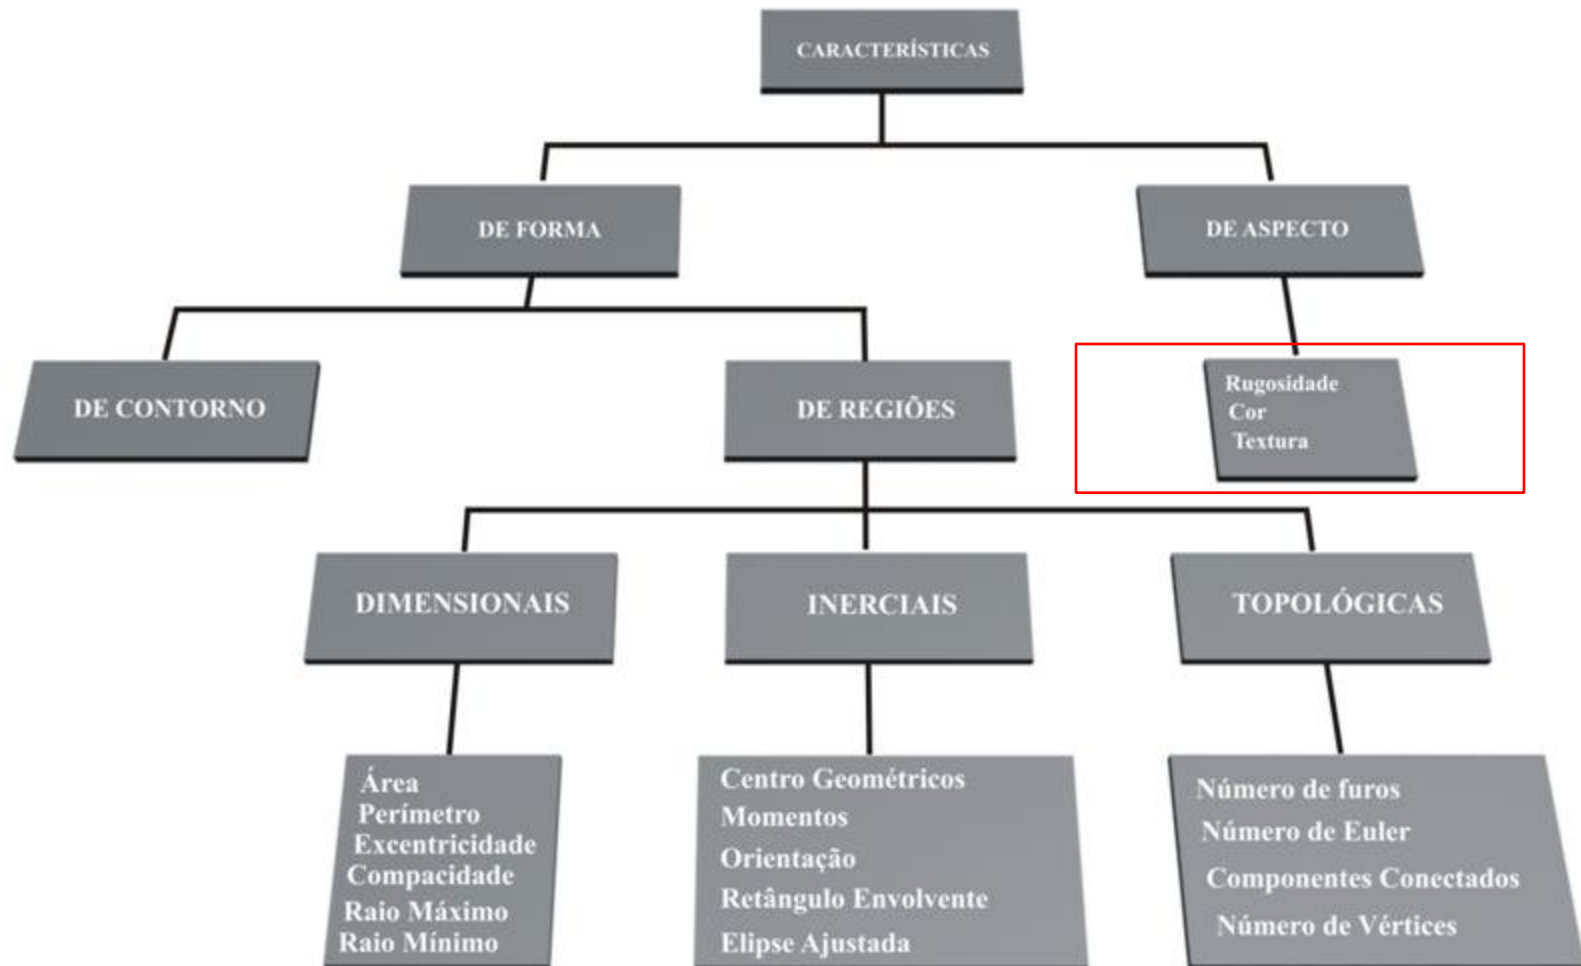 CARACTERÍSTICAS
DE FORMA
DE ASPECTO
DE CONTORNO
DE REGIÕES
Rugosidade
Cor
Textura
DIMENSIONAIS
INERCIAIS
TOPOLÓGICAS
Área
Perímetro
Excentricidade
Compacidade
Raio Máximo
Raio Mínimo
Centro Geométricos
Momentos
Orientação
Retângulo Envolvente
Elipse Ajustada
Número de furos
Número de Euler
Componentes Conectados
Número de Vértices